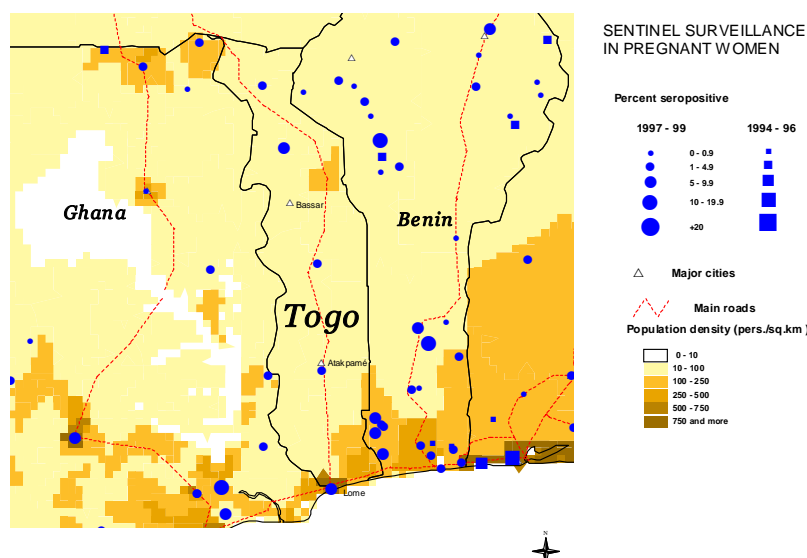 SENTINEL SURVEILLANCE
IN PREGNANT WOMEN
Percent seropositive
1997 - 99
1994 - 96
0 - 0.9
1 - 4.9
5 - 9.9
10 - 19.9
+20
Major cities
Main roads
Population density (pers./sq.km)
0 - 10
10 - 100
100 - 250
250 - 500
500 - 750
750 and more
Ghana
Bassar
Benin
Togo
Atakpamé
Lome
N